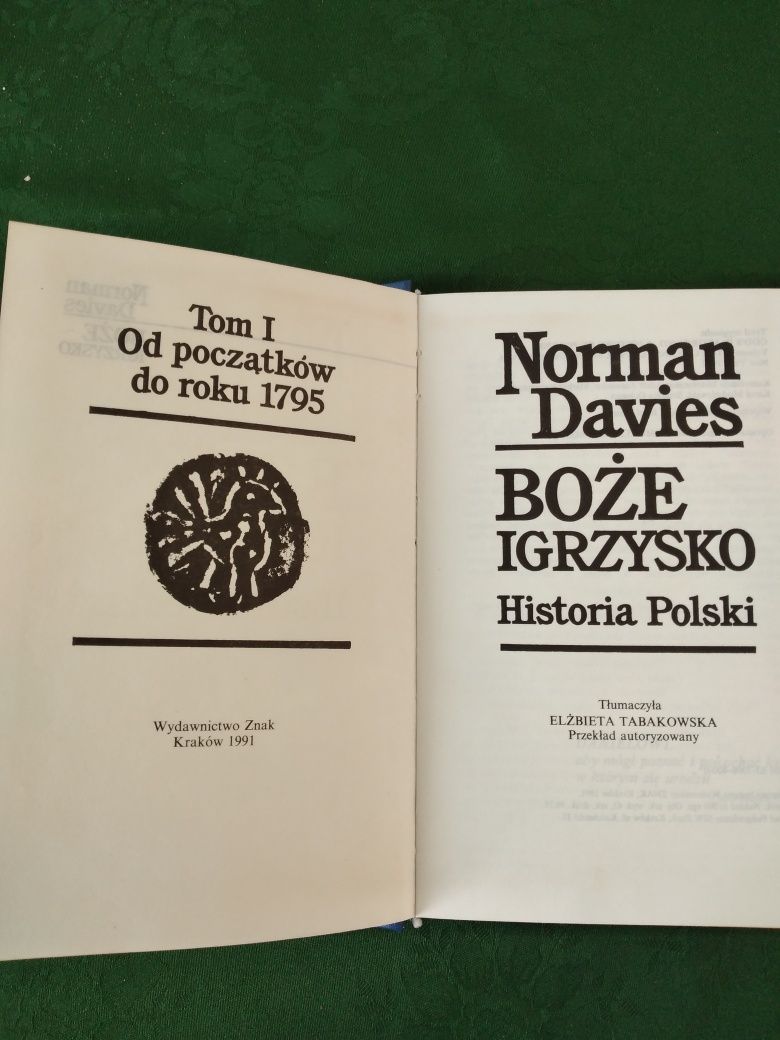 Tom I
Od początków
do roku 1795
Wydawnictwo Znak
Kraków 1991
Norman
Davies
BOŻE
IGRZYSKO
Historia Polski
Tłumaczyła
ELŻBIETA TABAKOWSKA
Przekład autoryzowany